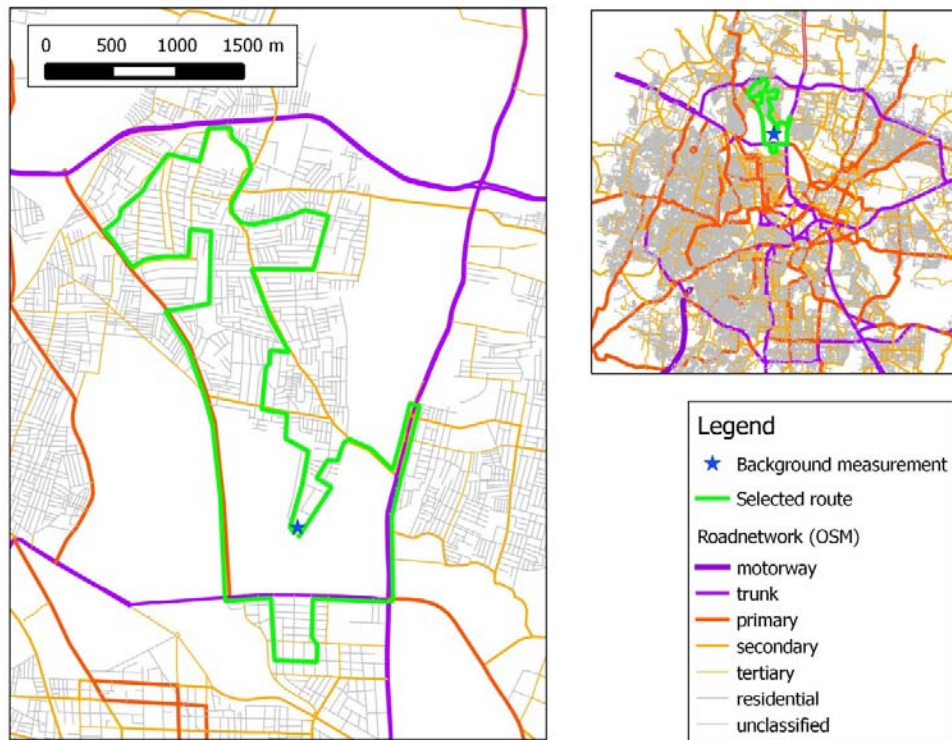 0 500 1000 1500 m
Legend
Background measurement
Selected route
Roadnetwork (OSM)
motorway
trunk
primary
secondary
tertiary
residential
unclassified